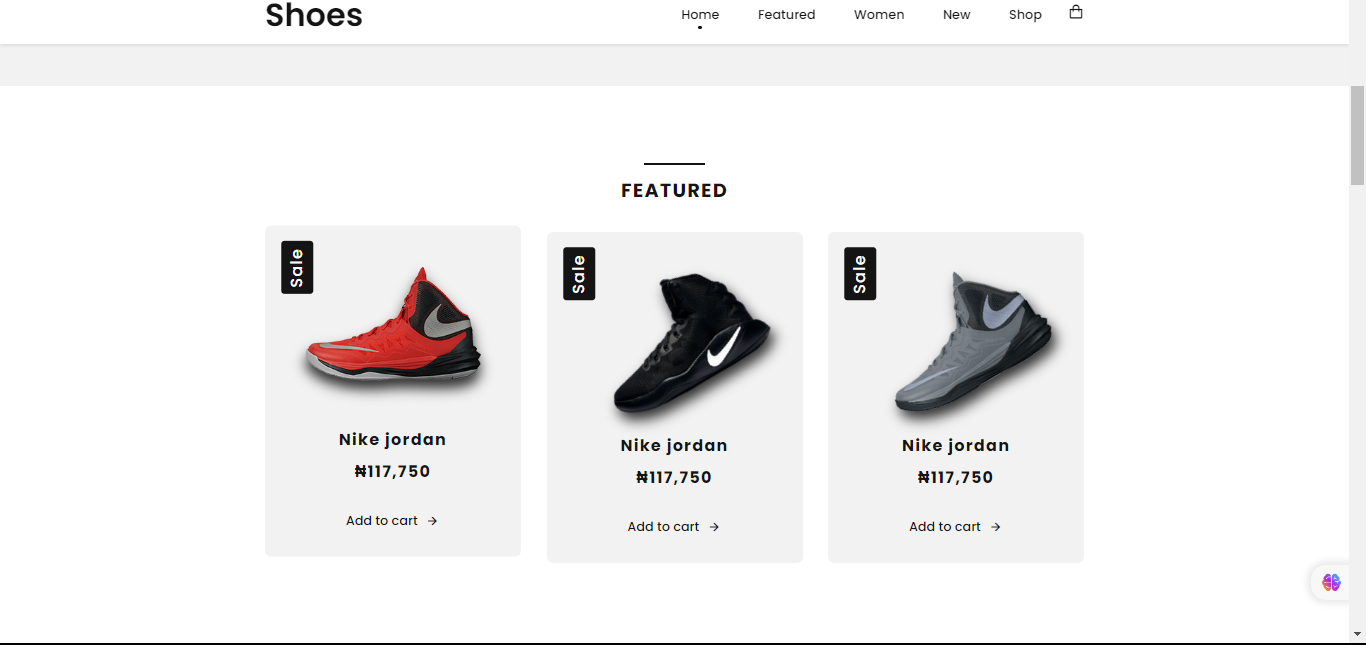 Shoes
Home Featured Women New Shop
FEATURED
Sale
Nike jordan
₦117,750
Add to cart →
Sale
Nike jordan
₦117,750
Add to cart →
Sale
Nike jordan
₦117,750
Add to cart →